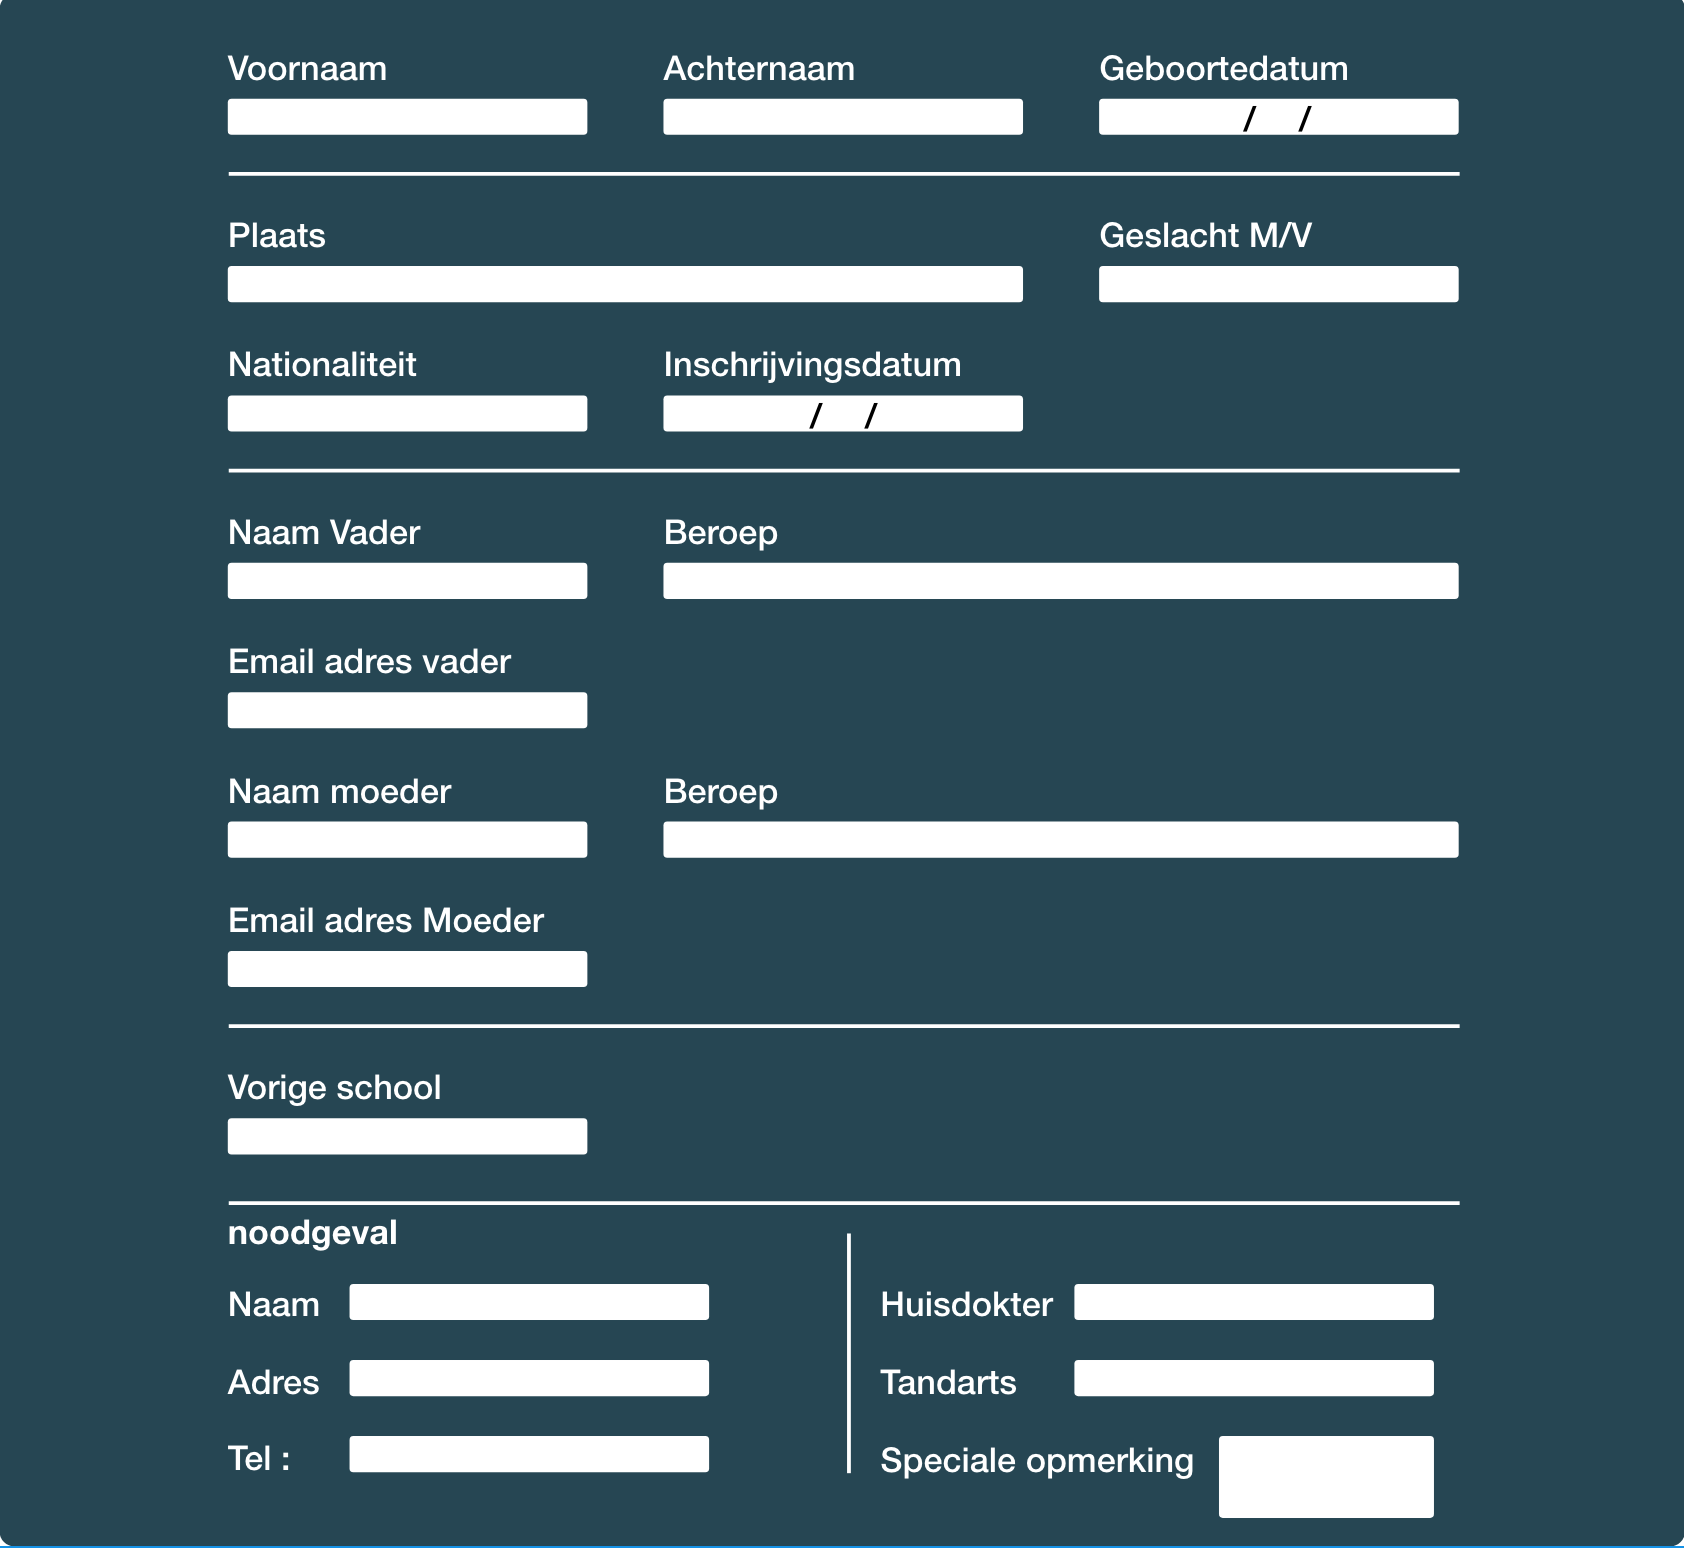 Voornaam Achternaam Geboortedatum
/ /
Plaats Geslacht M/V
Nationaliteit Inschrijvingsdatum
/ /
Naam Vader Beroep
Email adres vader
Naam moeder Beroep
Email adres Moeder
Vorige school
noodgeval
Naam
Adres
Tel :
Huisdokter
Tandarts
Speciale opmerking